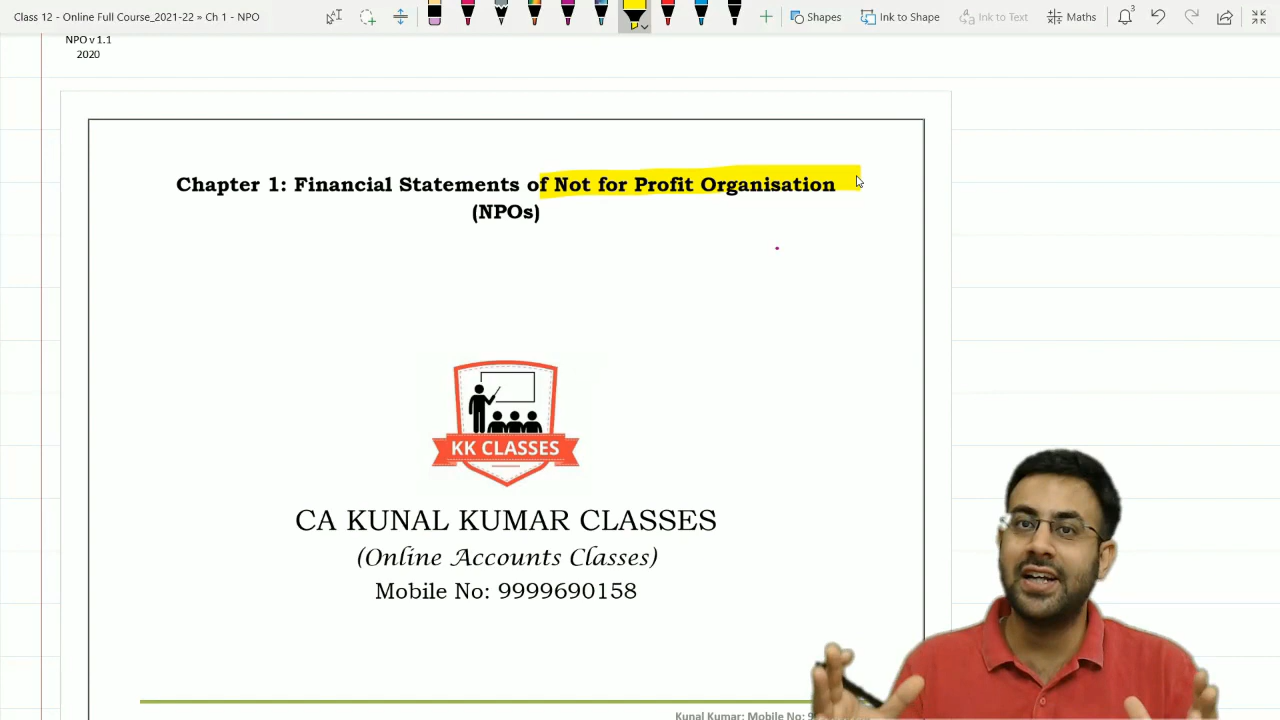 Class 12 - Online Full Course_2021-22 » Ch 1 - NPO
Shapes
Ink to Shape
Ink to Text
Maths
3
NPO v 1.1
2020
Chapter 1: Financial Statements of Not for Profit Organisation
(NPOs)
KK CLASSES
CA KUNAL KUMAR CLASSES
(Online Accounts Classes)
Mobile No: 9999690158
Kunal Kumar: Mobile No: